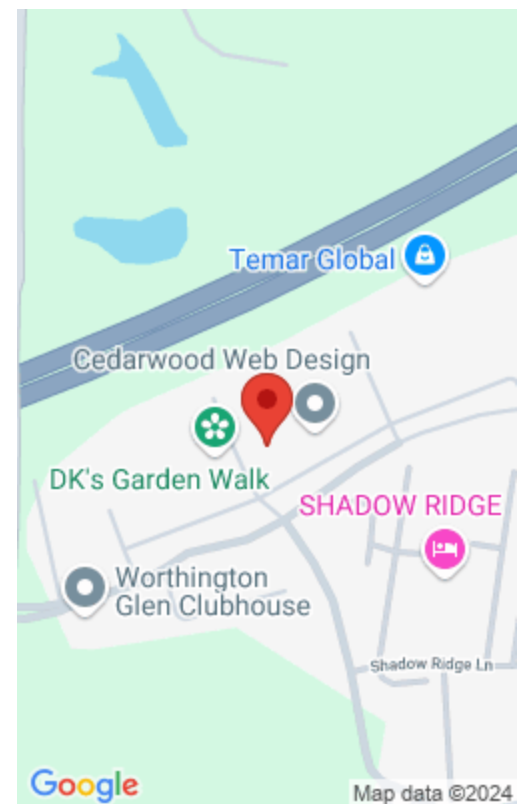 Temar Global
Cedarwood Web Design
DK's Garden Walk
SHADOW RIDGE
Worthington
Glen Clubhouse
Shadow Ridge Ln
Google
Map data ©2024